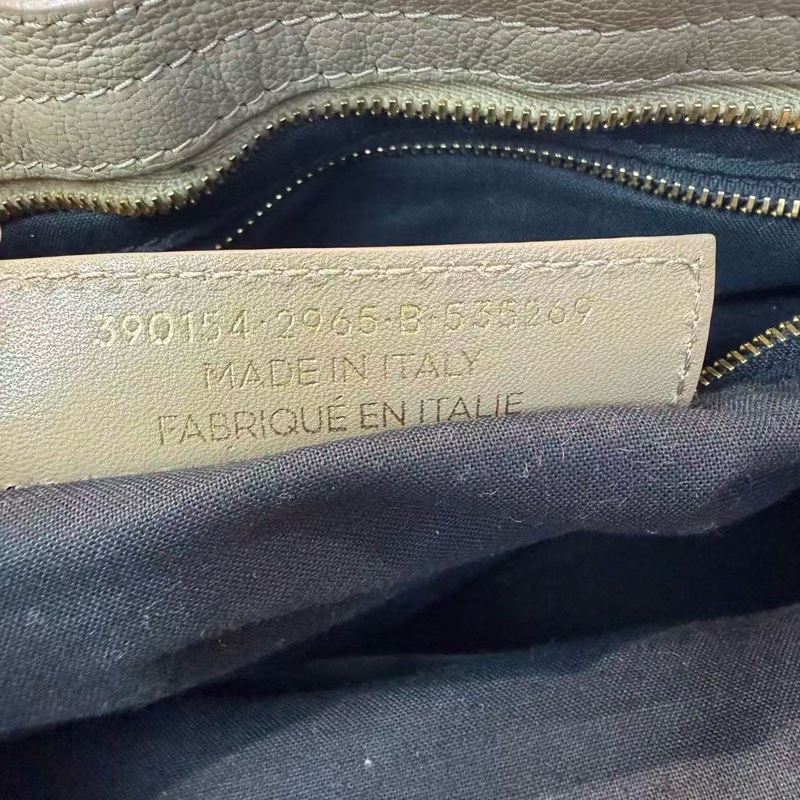 390154·2965·B·535269
MADE IN ITALY
FABRIQUÉ EN ITALIE